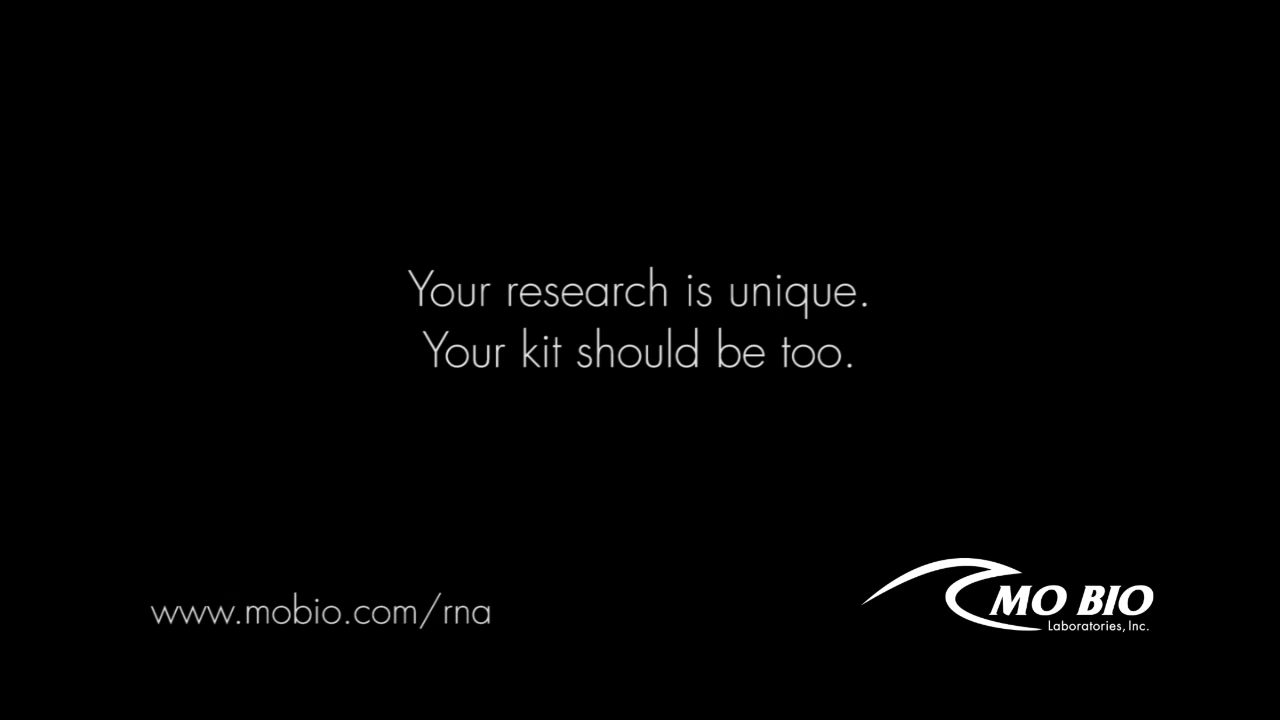 Your research is unique.
Your kit should be too.
www.mobio.com/rna
MO BIO
Laboratories, Inc.